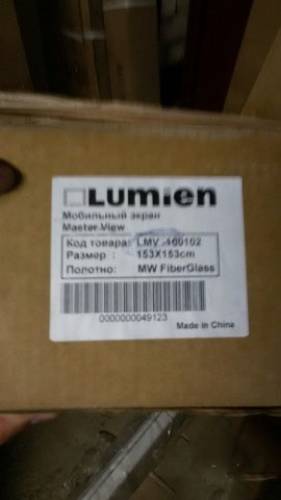 Lumien
Мобильный экран
Master View
Код товара: LMV-100102
Размер : 153X153cm
Полотно: MW FiberGlass
0000000049123
Made in China